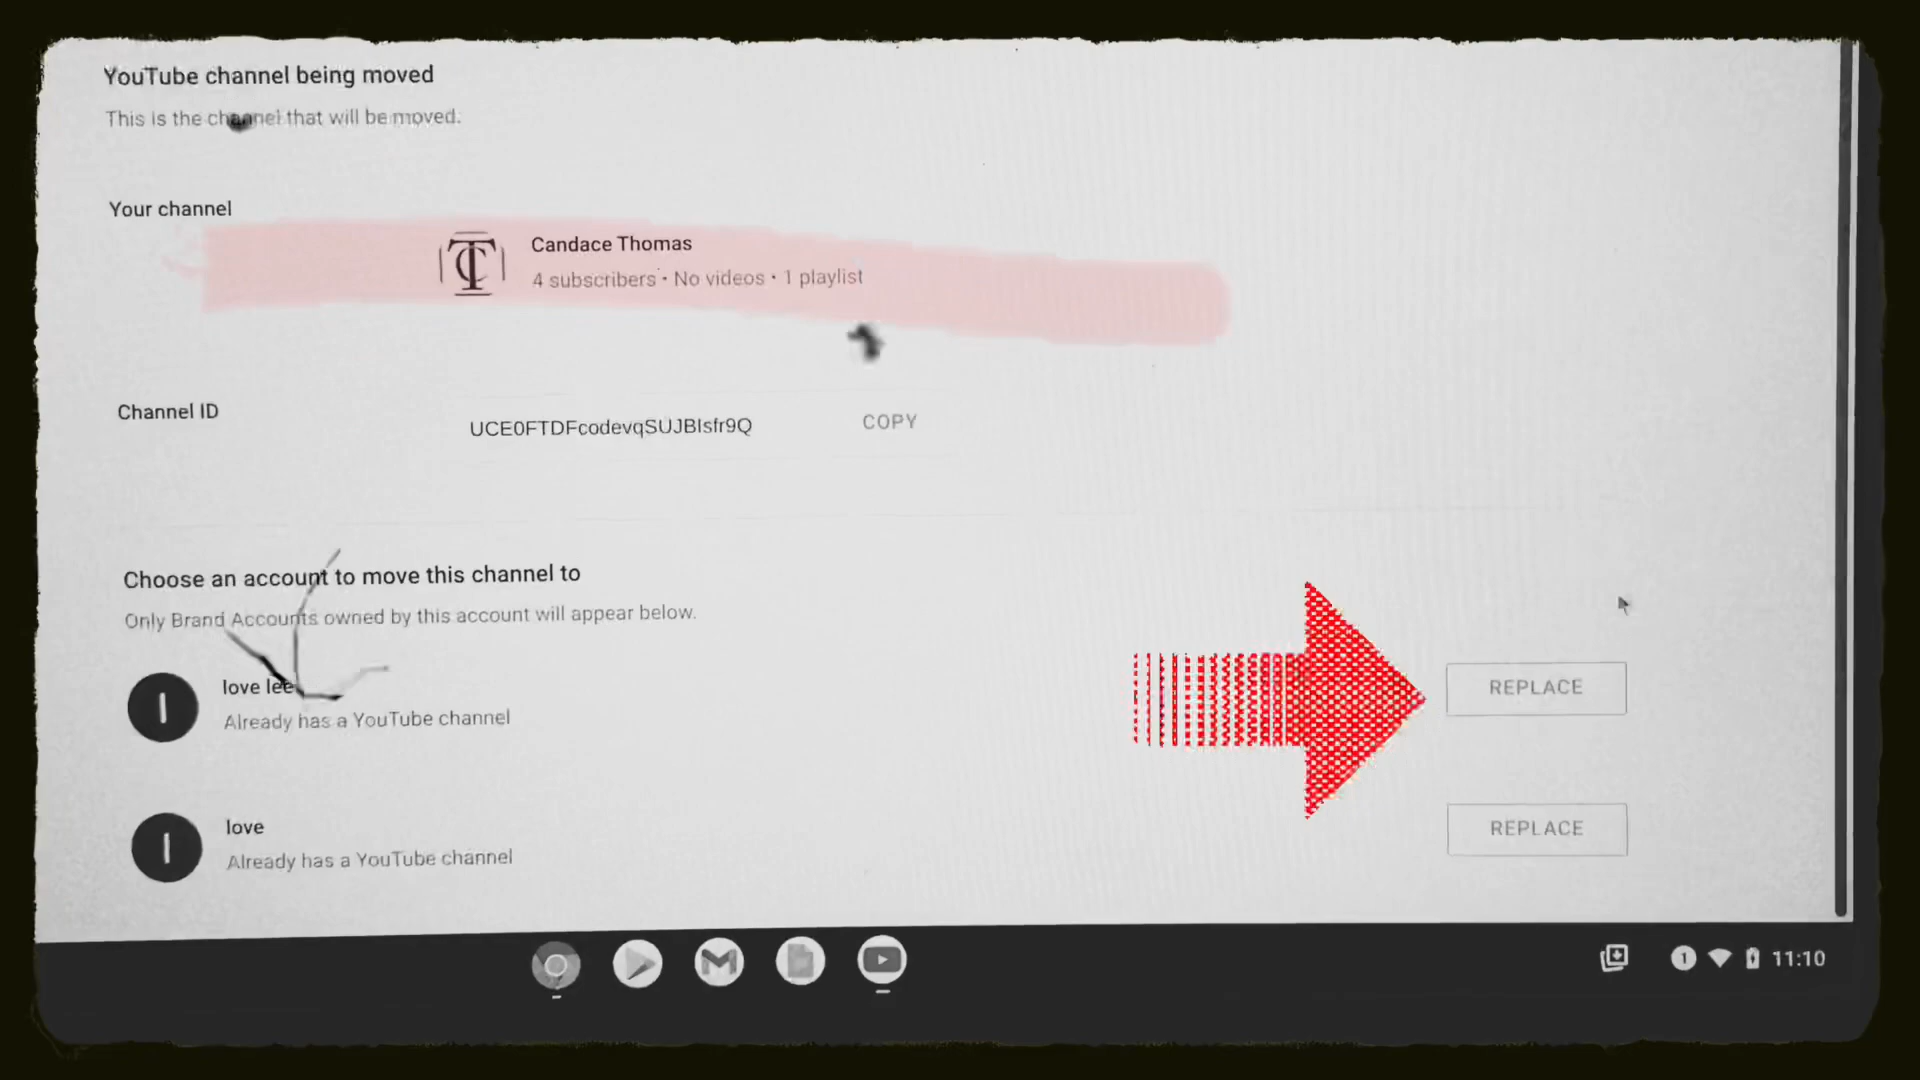 YouTube channel being moved
This is the channel that will be moved.
Your channel
Candace Thomas
4 subscribers · No videos · 1 playlist
Channel ID
UCE0FTDFcodevqSUJBIsfr9Q
COPY
Choose an account to move this channel to
Only Brand Accounts owned by this account will appear below.
l
love lee
Already has a YouTube channel
REPLACE
l
love
Already has a YouTube channel
REPLACE
1
11:10